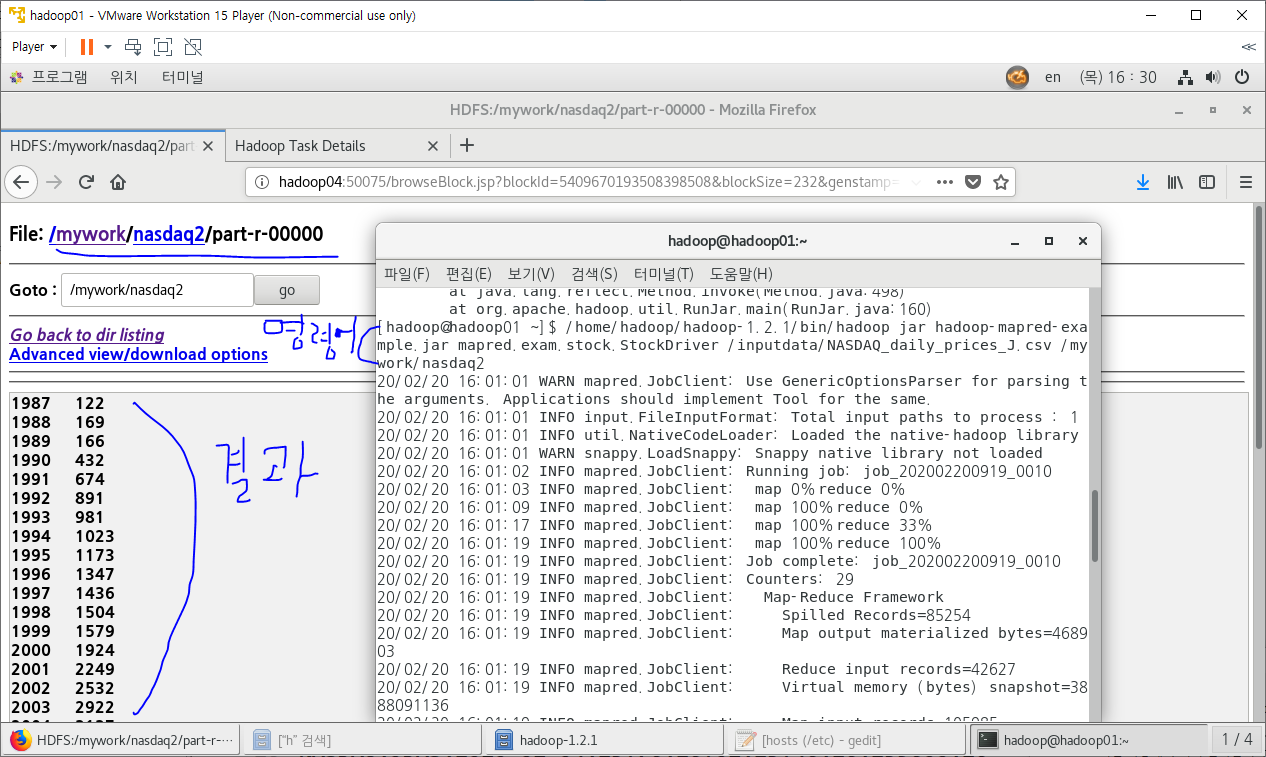 hadoop01 - VMware Workstation 15 Player (Non-commercial use only)
Player
프로그램 위치 터미널 en (목) 16 : 30
HDFS:/mywork/nasdaq2/part-r-00000 - Mozilla Firefox
HDFS:/mywork/nasdaq2/part Hadoop Task Details
hadoop04:50075/browseBlock.jsp?blockId=5409670193508398508&blockSize=232&genstamp=
File: /mywork/nasdaq2/part-r-00000
Goto : /mywork/nasdaq2 go
Go back to dir listing
Advanced view/download options
명령어
1987 122
1988 169
1989 166
1990 432
1991 674
1992 891
1993 981
1994 1023
1995 1173
1996 1347
1997 1436
1998 1504
1999 1579
2000 1924
2001 2249
2002 2532
2003 2922
결과
hadoop@hadoop01:~
파일(F) 편집(E) 보기(V) 검색(S) 터미널(T) 도움말(H)
at java.lang.reflect.Method.invoke(Method.java:498)
at org.apache.hadoop.util.RunJar.main(RunJar.java:160)
[hadoop@hadoop01 ~]$ /home/hadoop/hadoop-1.2.1/bin/hadoop jar hadoop-mapred-exa
mple.jar mapred.exam.stock.StockDriver /inputdata/NASDAQ_daily_prices_J.csv /my
work/nasdaq2
20/02/20 16:01:01 WARN mapred.JobClient: Use GenericOptionsParser for parsing t
he arguments. Applications should implement Tool for the same.
20/02/20 16:01:01 INFO input.FileInputFormat: Total input paths to process : 1
20/02/20 16:01:01 INFO util.NativeCodeLoader: Loaded the native-hadoop library
20/02/20 16:01:01 WARN snappy.LoadSnappy: Snappy native library not loaded
20/02/20 16:01:02 INFO mapred.JobClient: Running job: job_202002200919_0010
20/02/20 16:01:03 INFO mapred.JobClient: map 0% reduce 0%
20/02/20 16:01:09 INFO mapred.JobClient: map 100% reduce 0%
20/02/20 16:01:17 INFO mapred.JobClient: map 100% reduce 33%
20/02/20 16:01:19 INFO mapred.JobClient: map 100% reduce 100%
20/02/20 16:01:19 INFO mapred.JobClient: Job complete: job_202002200919_0010
20/02/20 16:01:19 INFO mapred.JobClient: Counters: 29
20/02/20 16:01:19 INFO mapred.JobClient: Map-Reduce Framework
20/02/20 16:01:19 INFO mapred.JobClient: Spilled Records=85254
20/02/20 16:01:19 INFO mapred.JobClient: Map output materialized bytes=4689
03
20/02/20 16:01:19 INFO mapred.JobClient: Reduce input records=42627
20/02/20 16:01:19 INFO mapred.JobClient: Virtual memory (bytes) snapshot=38
88091136
HDFS:/mywork/nasdaq2/part-r-… ["h" 검색] hadoop-1.2.1 [hosts (/etc) - gedit] hadoop@hadoop01:~ 1 / 4